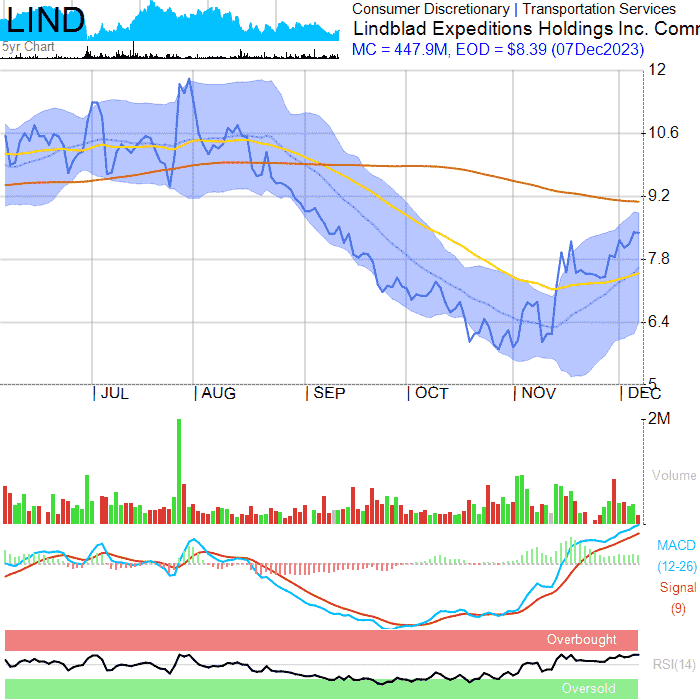 LIND
5yr Chart
Consumer Discretionary | Transportation Services
Lindblad Expeditions Holdings Inc. Comr
MC = 447.9M, EOD = $8.39 (07Dec2023)
12
10.6
9.2
7.8
6.4
5
JUL AUG SEP OCT NOV DEC
2M
Volume
MACD
(12-26)
Signal
(9)
Overbought
RSI(14)
Oversold